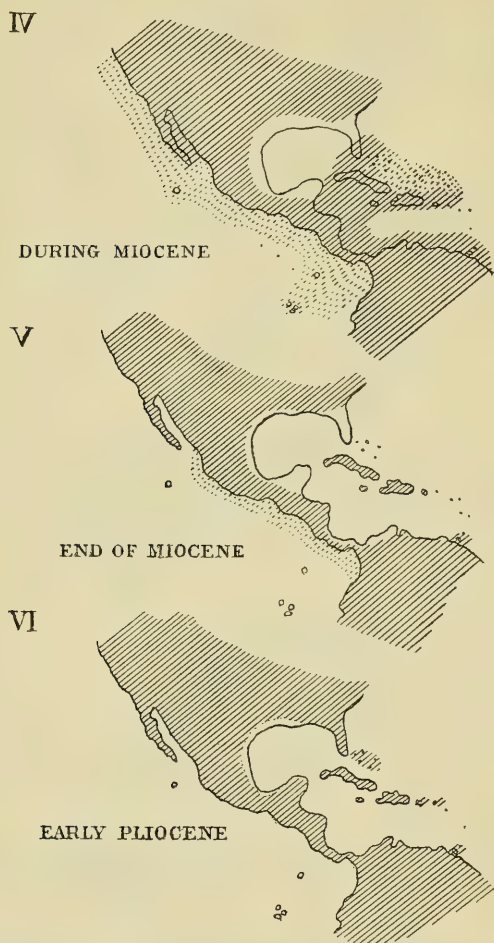 IV
DURING MIOCENE
V
END OF MIOCENE
VI
EARLY PLIOCENE